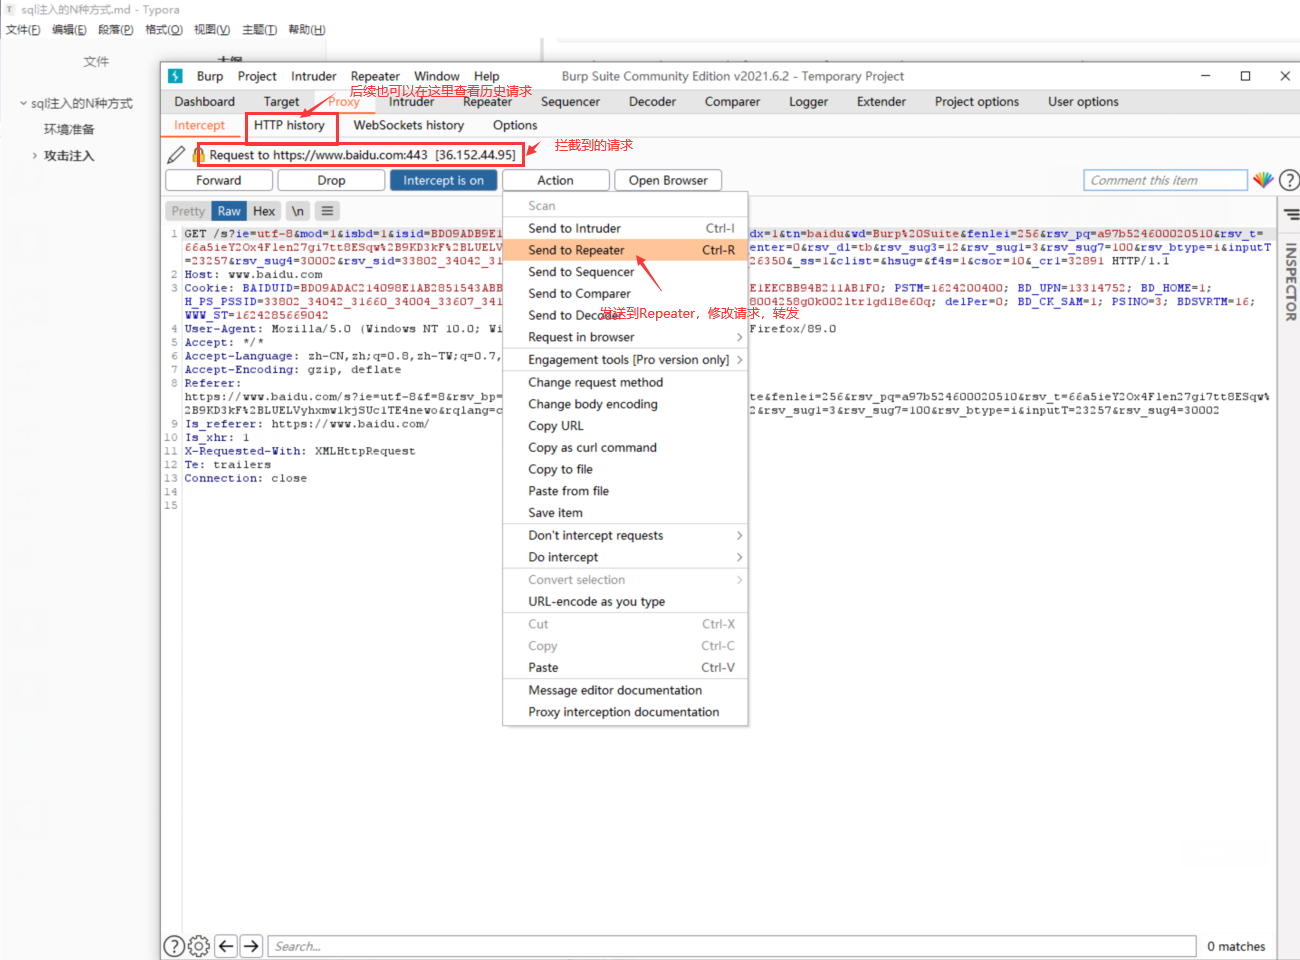 sql注入的N种方式.md - Typora
文件(F) 编辑(E) 段落(P) 格式(O) 视图(V) 主题(T) 帮助(H)
文件 大纲
sql注入的N种方式
环境准备
攻击注入
Burp Project Intruder Repeater Window Help Burp Suite Community Edition v2021.6.2 - Temporary Project
后续也可以在这里查看历史请求
Dashboard Target Proxy Intruder Repeater Sequencer Decoder Comparer Logger Extender Project options User options
Intercept HTTP history WebSockets history Options
拦截到的请求
Request to https://www.baidu.com:443 [36.152.44.95]
Forward Drop Intercept is on Action Open Browser Comment this item
Pretty Raw Hex \n
INSPECTOR
1 GET /s?ie=utf-8&mod=1&isbd=1&isid=BD09ADB9E1 dx=1&tn=baidu&wd=Burp%20Suite&fenlei=256&rsv_pq=a97b524600020510&rsv_t=
66a5ieY2Ox4Flen27gi7tt8ESqw%2B9KD3kF%2BLUELV enter=0&rsv_dl=tb&rsv_sug3=12&rsv_sug1=3&rsv_sug7=100&rsv_btype=i&inputT
=23257&rsv_sug4=30002&rsv_sid=33802_34042_31 26350&_ss=1&clist=&hsug=&f4s=1&csor=10&_cr1=32891 HTTP/1.1
2 Host: www.baidu.com
3 Cookie: BAIDUID=BD09ADAC214098E1AB2851543ABB E1EECBB94B211AB1F0; PSTM=1624200400; BD_UPN=13314752; BD_HOME=1;
H_PS_PSSID=33802_34042_31660_34004_33607_341 8004258g0k0021tr1gd18e60q; delPer=0; BD_CK_SAM=1; PSINO=3; BDSVRTM=16;
WWW_ST=1624285669042
4 User-Agent: Mozilla/5.0 (Windows NT 10.0; Wi Firefox/89.0
5 Accept: */*
6 Accept-Language: zh-CN,zh;q=0.8,zh-TW;q=0.7,
7 Accept-Encoding: gzip, deflate
8 Referer:
https://www.baidu.com/s?ie=utf-8&f=8&rsv_bp= te&fenlei=256&rsv_pq=a97b524600020510&rsv_t=66a5ieY2Ox4Flen27gi7tt8ESqw%
2B9KD3kF%2BLUELVyhxmwikjSUc1TE4newo&rqlang=c 2&rsv_sug1=3&rsv_sug7=100&rsv_btype=i&inputT=23257&rsv_sug4=30002
9 Is_referer: https://www.baidu.com/
10 Is_xhr: 1
11 X-Requested-With: XMLHttpRequest
12 Te: trailers
13 Connection: close
14
15
Scan
Send to Intruder Ctrl-I
Send to Repeater Ctrl-R
Send to Sequencer
Send to Comparer
Send to Decoder
发送到Repeater，修改请求，转发
Request in browser
Engagement tools [Pro version only]
Change request method
Change body encoding
Copy URL
Copy as curl command
Copy to file
Paste from file
Save item
Don't intercept requests
Do intercept
Convert selection
URL-encode as you type
Cut Ctrl-X
Copy Ctrl-C
Paste Ctrl-V
Message editor documentation
Proxy interception documentation
Search... 0 matches